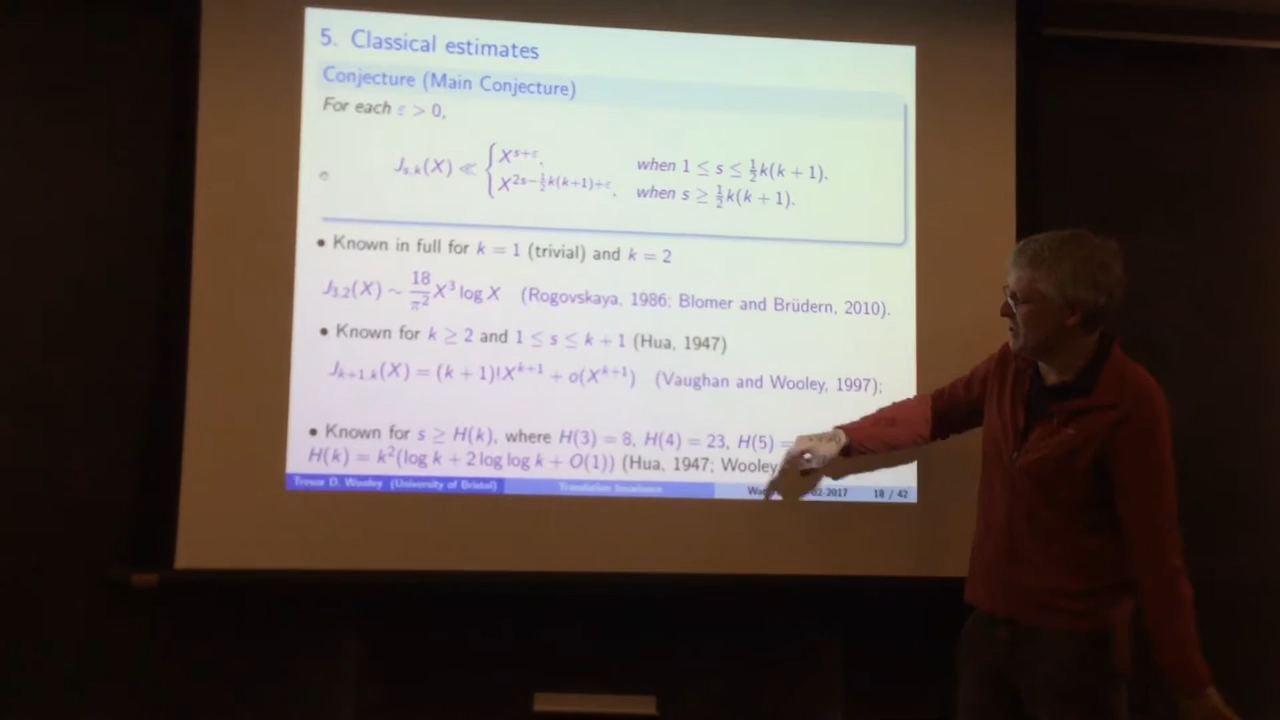 5. Classical estimates
Conjecture (Main Conjecture)
For each ε > 0,
J_{s,k}(X) ≪ { X^{s+ε}, when 1 ≤ s ≤ ½k(k + 1),
X^{2s−½k(k+1)+ε}, when s ≥ ½k(k + 1).
• Known in full for k = 1 (trivial) and k = 2
J_{3,2}(X) ~ 18/π² X³ log X (Rogovskaya, 1986; Blomer and Brüdern, 2010).
• Known for k ≥ 2 and 1 ≤ s ≤ k + 1 (Hua, 1947)
J_{k+1,k}(X) = (k + 1)!X^{k+1} + o(X^{k+1}) (Vaughan and Wooley, 1997);
• Known for s ≥ H(k), where H(3) = 8, H(4) = 23, H(5) =
H(k) = k²(log k + 2 log log k + O(1)) (Hua, 1947; Wooley
Trevor D. Wooley (University of Bristol) Translation Invariance 02-2017 18 / 42